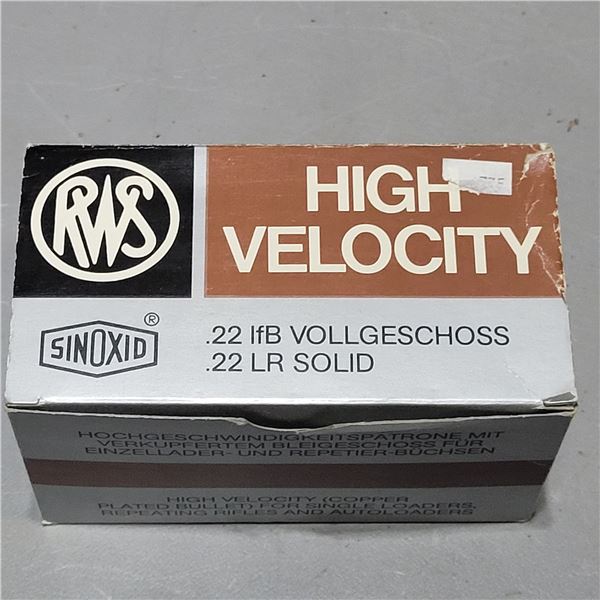 RWS
HIGH
VELOCITY
SINOXID ®
.22 lfB VOLLGESCHOSS
.22 LR SOLID
HOCHGESCHWINDIGKEITSPATRONE MIT
VERKUPFERTEM BLEIGESCHOSS FÜR
EINZELLADER- UND REPETIER-BÜCHSEN
HIGH VELOCITY (COPPER
PLATED BULLET) FOR SINGLE LOADERS,
REPEATING RIFLES AND AUTOLOADERS